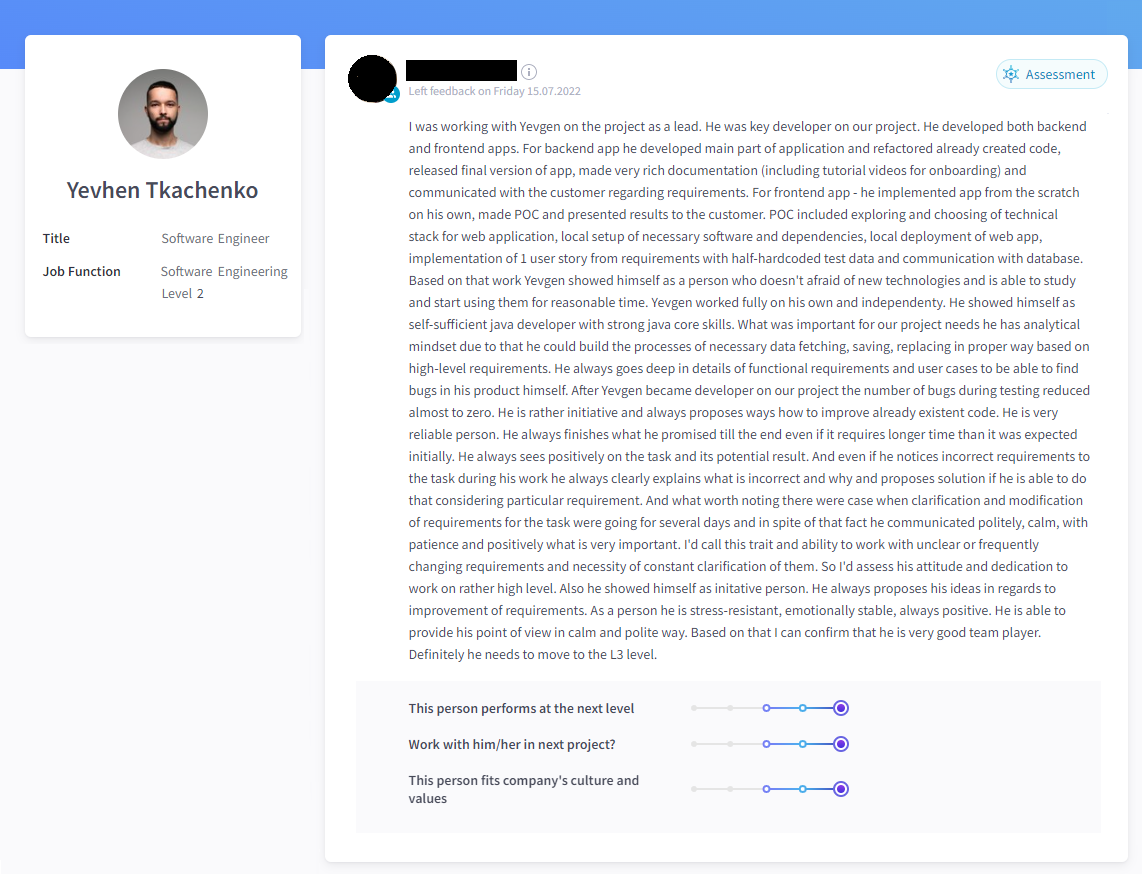 Yevhen Tkachenko
Title Software Engineer
Job Function Software Engineering
Level 2
Left feedback on Friday 15.07.2022
Assessment
I was working with Yevgen on the project as a lead. He was key developer on our project. He developed both backend
and frontend apps. For backend app he developed main part of application and refactored already created code,
released final version of app, made very rich documentation (including tutorial videos for onboarding) and
communicated with the customer regarding requirements. For frontend app - he implemented app from the scratch
on his own, made POC and presented results to the customer. POC included exploring and choosing of technical
stack for web application, local setup of necessary software and dependencies, local deployment of web app,
implementation of 1 user story from requirements with half-hardcoded test data and communication with database.
Based on that work Yevgen showed himself as a person who doesn't afraid of new technologies and is able to study
and start using them for reasonable time. Yevgen worked fully on his own and independenty. He showed himself as
self-sufficient java developer with strong java core skills. What was important for our project needs he has analytical
mindset due to that he could build the processes of necessary data fetching, saving, replacing in proper way based on
high-level requirements. He always goes deep in details of functional requirements and user cases to be able to find
bugs in his product himself. After Yevgen became developer on our project the number of bugs during testing reduced
almost to zero. He is rather initiative and always proposes ways how to improve already existent code. He is very
reliable person. He always finishes what he promised till the end even if it requires longer time than it was expected
initially. He always sees positively on the task and its potential result. And even if he notices incorrect requirements to
the task during his work he always clearly explains what is incorrect and why and proposes solution if he is able to do
that considering particular requirement. And what worth noting there were case when clarification and modification
of requirements for the task were going for several days and in spite of that fact he communicated politely, calm, with
patience and positively what is very important. I'd call this trait and ability to work with unclear or frequently
changing requirements and necessity of constant clarification of them. So I'd assess his attitude and dedication to
work on rather high level. Also he showed himself as initative person. He always proposes his ideas in regards to
improvement of requirements. As a person he is stress-resistant, emotionally stable, always positive. He is able to
provide his point of view in calm and polite way. Based on that I can confirm that he is very good team player.
Definitely he needs to move to the L3 level.
This person performs at the next level
Work with him/her in next project?
This person fits company's culture and
values